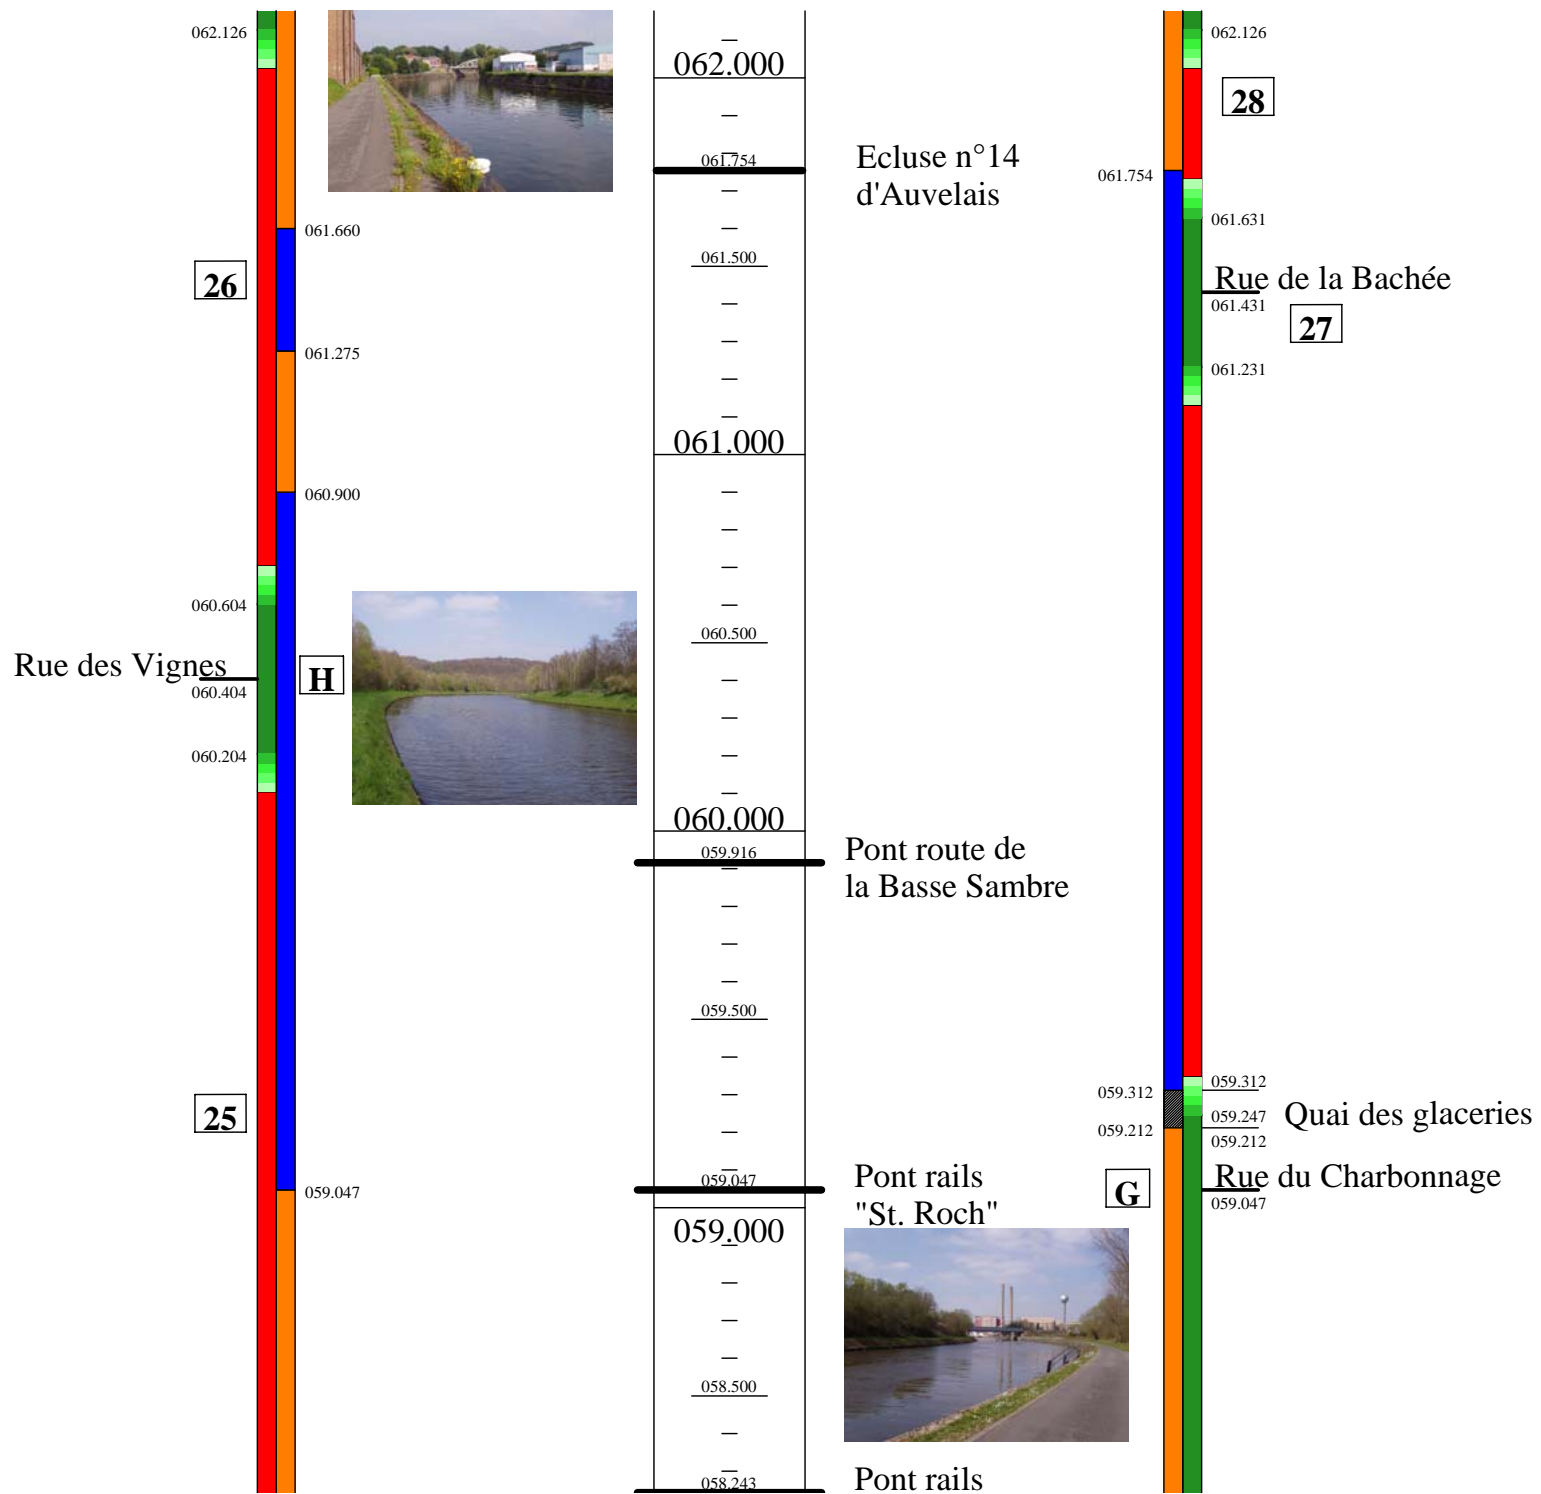 062.126
062.126
062.000
28
061.754
Ecluse n°14
d'Auvelais
061.754
061.631
061.660
061.500
26
Rue de la Bachée
061.431
27
061.275
061.231
061.000
060.900
060.604
060.500
Rue des Vignes
H
060.404
060.204
060.000
059.916
Pont route de
la Basse Sambre
059.500
059.312
059.312
25
059.247
Quai des glaceries
059.212
059.212
059.047
059.047
Pont rails
"St. Roch"
G
Rue du Charbonnage
059.047
059.000
058.500
058.243
Pont rails